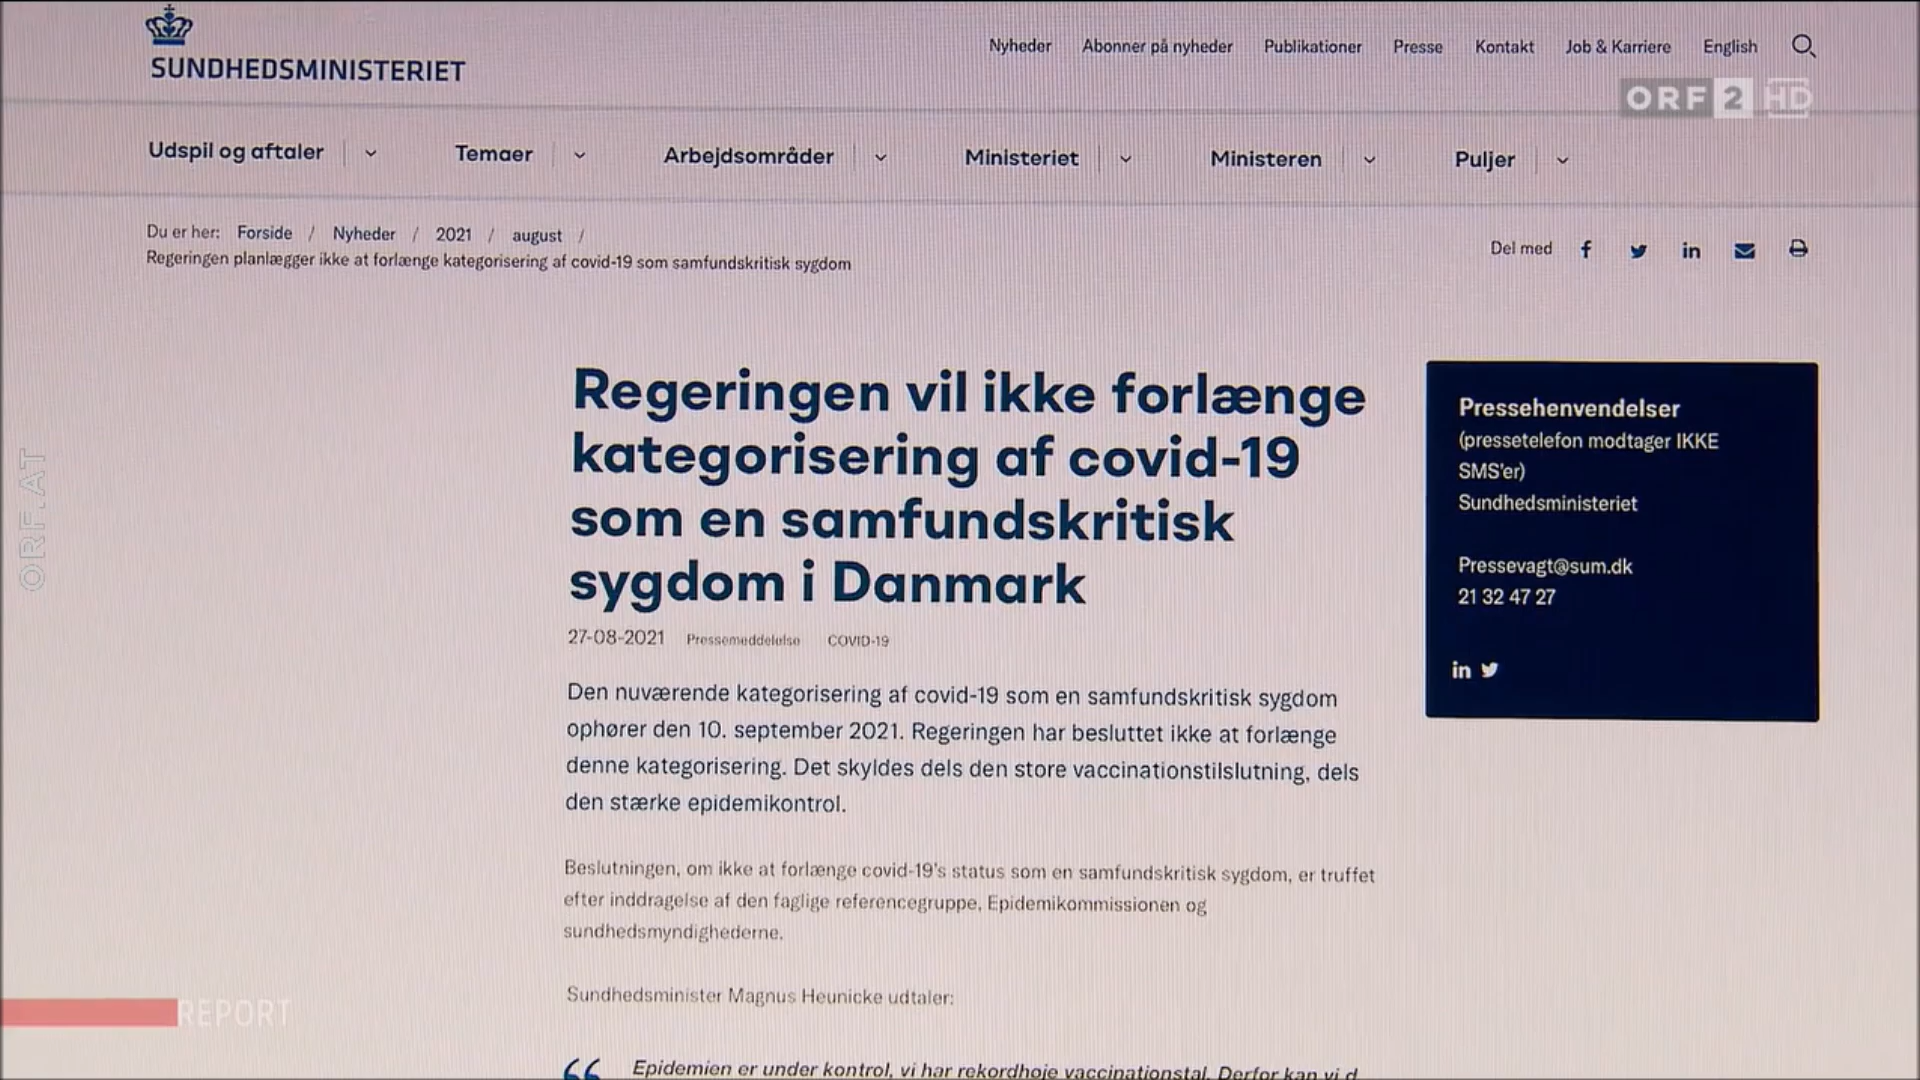 SUNDHEDSMINISTERIET
Nyheder Abonner på nyheder Publikationer Presse Kontakt Job & Karriere English
ORF 2 HD
Udspil og aftaler Temaer Arbejdsområder Ministeriet Ministeren Puljer
Du er her: Forside / Nyheder / 2021 / august /
Regeringen planlægger ikke at forlænge kategorisering af covid-19 som samfundskritisk sygdom
Del med
Regeringen vil ikke forlænge
kategorisering af covid-19
som en samfundskritisk
sygdom i Danmark
27-08-2021 Pressemeddelelse COVID-19
Den nuværende kategorisering af covid-19 som en samfundskritisk sygdom
ophører den 10. september 2021. Regeringen har besluttet ikke at forlænge
denne kategorisering. Det skyldes dels den store vaccinationstilslutning, dels
den stærke epidemikontrol.
Beslutningen, om ikke at forlænge covid-19's status som en samfundskritisk sygdom, er truffet
efter inddragelse af den faglige referencegruppe, Epidemikommissionen og
sundhedsmyndighederne.
Sundhedsminister Magnus Heunicke udtaler:
Epidemien er under kontrol, vi har rekordhøje vaccinationstal. Derfor kan vi d
Pressehenvendelser
(pressetelefon modtager IKKE
SMS'er)
Sundhedsministeriet
Pressevagt@sum.dk
21 32 47 27
ORF.AT
REPORT